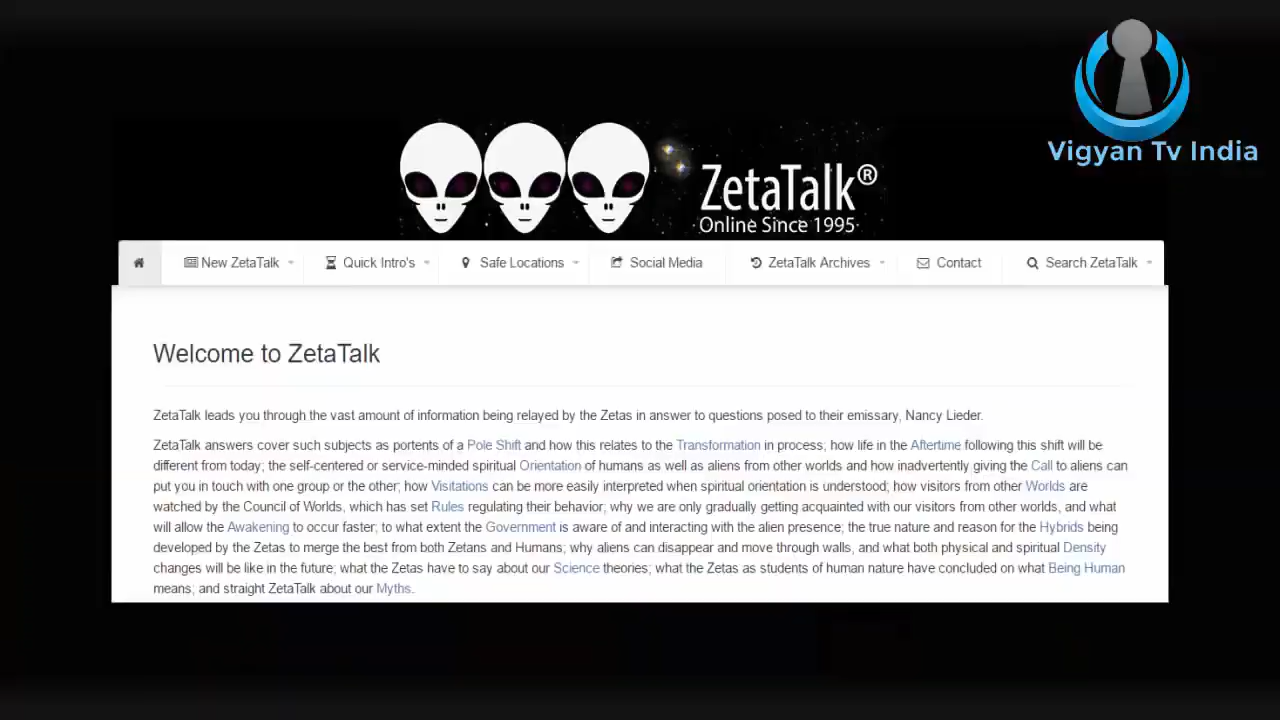 Vigyan Tv India
ZetaTalk®
Online Since 1995
New ZetaTalk Quick Intro's Safe Locations Social Media ZetaTalk Archives Contact Search ZetaTalk
Welcome to ZetaTalk
ZetaTalk leads you through the vast amount of information being relayed by the Zetas in answer to questions posed to their emissary, Nancy Lieder.
ZetaTalk answers cover such subjects as portents of a Pole Shift and how this relates to the Transformation in process; how life in the Aftertime following this shift will be
different from today; the self-centered or service-minded spiritual Orientation of humans as well as aliens from other worlds and how inadvertently giving the Call to aliens can
put you in touch with one group or the other; how Visitations can be more easily interpreted when spiritual orientation is understood; how visitors from other Worlds are
watched by the Council of Worlds, which has set Rules regulating their behavior; why we are only gradually getting acquainted with our visitors from other worlds, and what
will allow the Awakening to occur faster; to what extent the Government is aware of and interacting with the alien presence; the true nature and reason for the Hybrids being
developed by the Zetas to merge the best from both Zetans and Humans; why aliens can disappear and move through walls, and what both physical and spiritual Density
changes will be like in the future; what the Zetas have to say about our Science theories; what the Zetas as students of human nature have concluded on what Being Human
means; and straight ZetaTalk about our Myths.